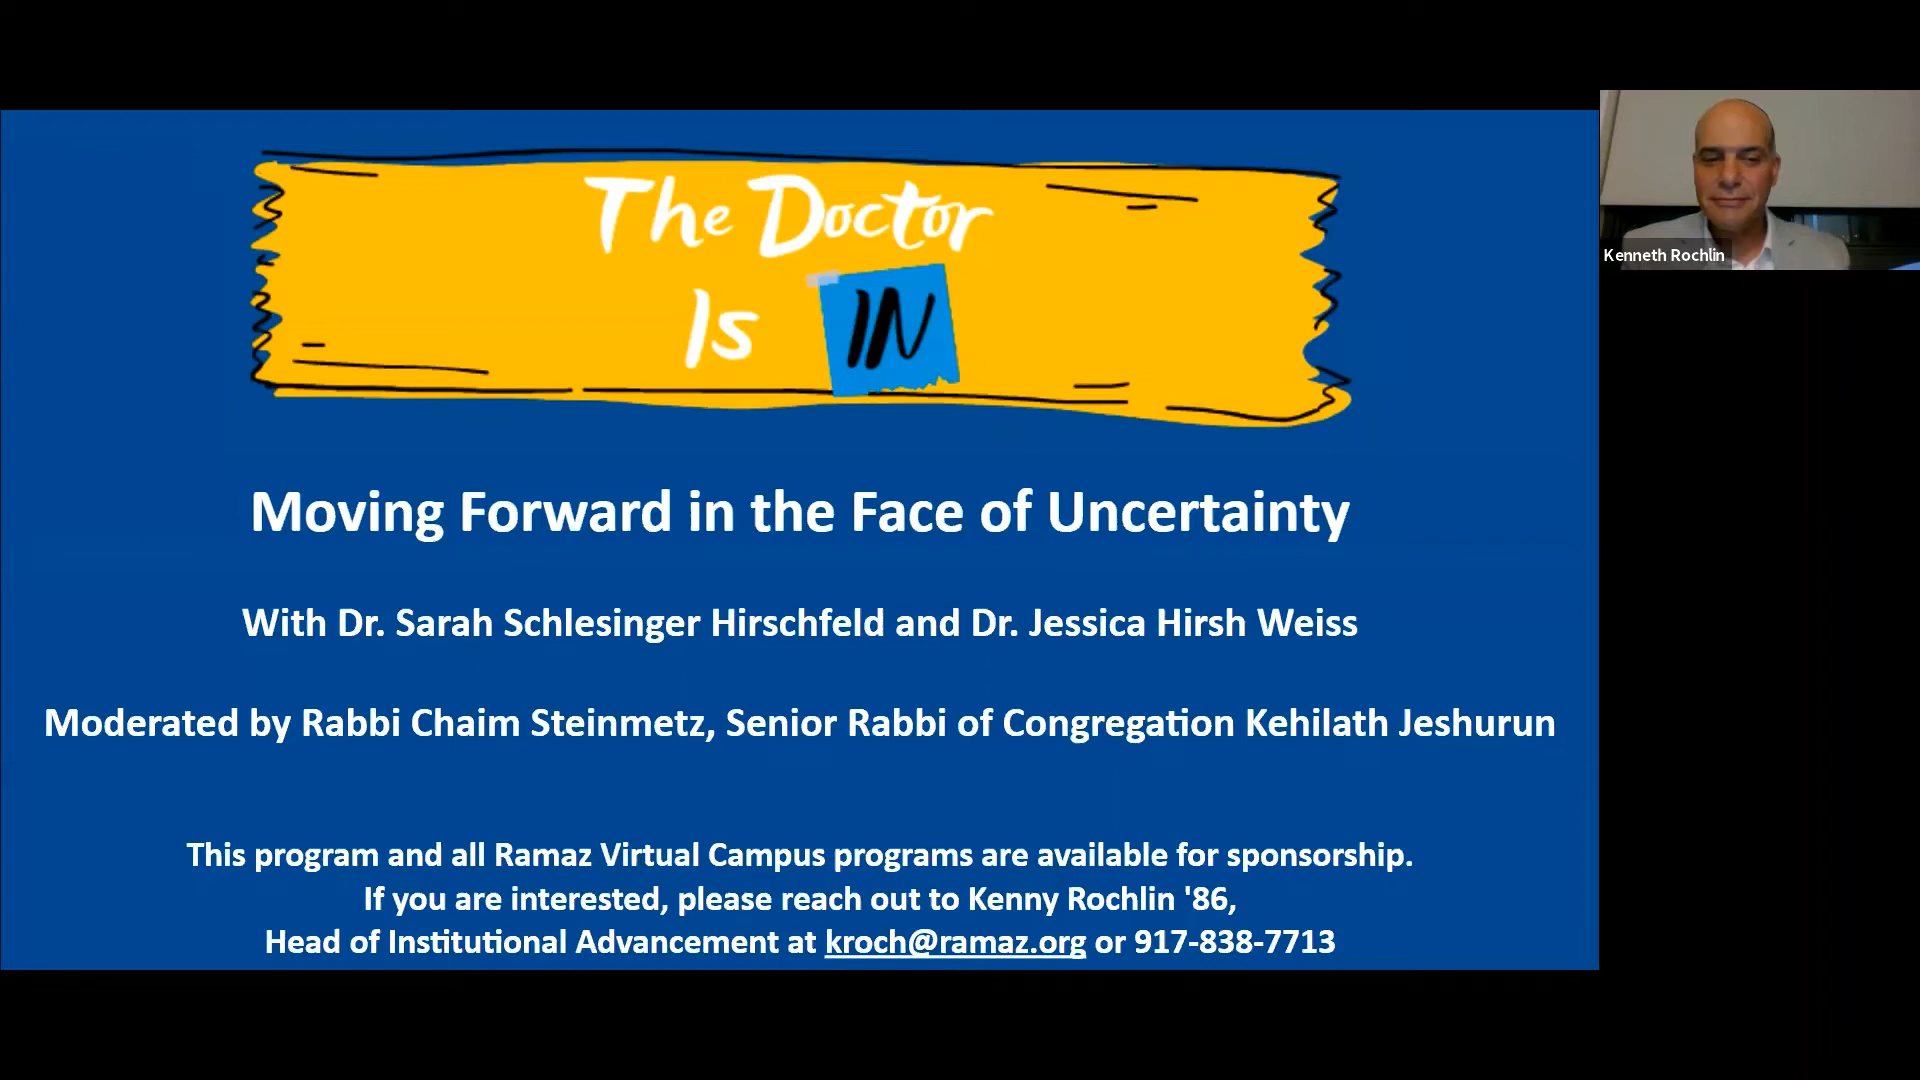 The Doctor
Is IN
Moving Forward in the Face of Uncertainty
With Dr. Sarah Schlesinger Hirschfeld and Dr. Jessica Hirsh Weiss
Moderated by Rabbi Chaim Steinmetz, Senior Rabbi of Congregation Kehilath Jeshurun
This program and all Ramaz Virtual Campus programs are available for sponsorship.
If you are interested, please reach out to Kenny Rochlin '86,
Head of Institutional Advancement at kroch@ramaz.org or 917-838-7713
Kenneth Rochlin